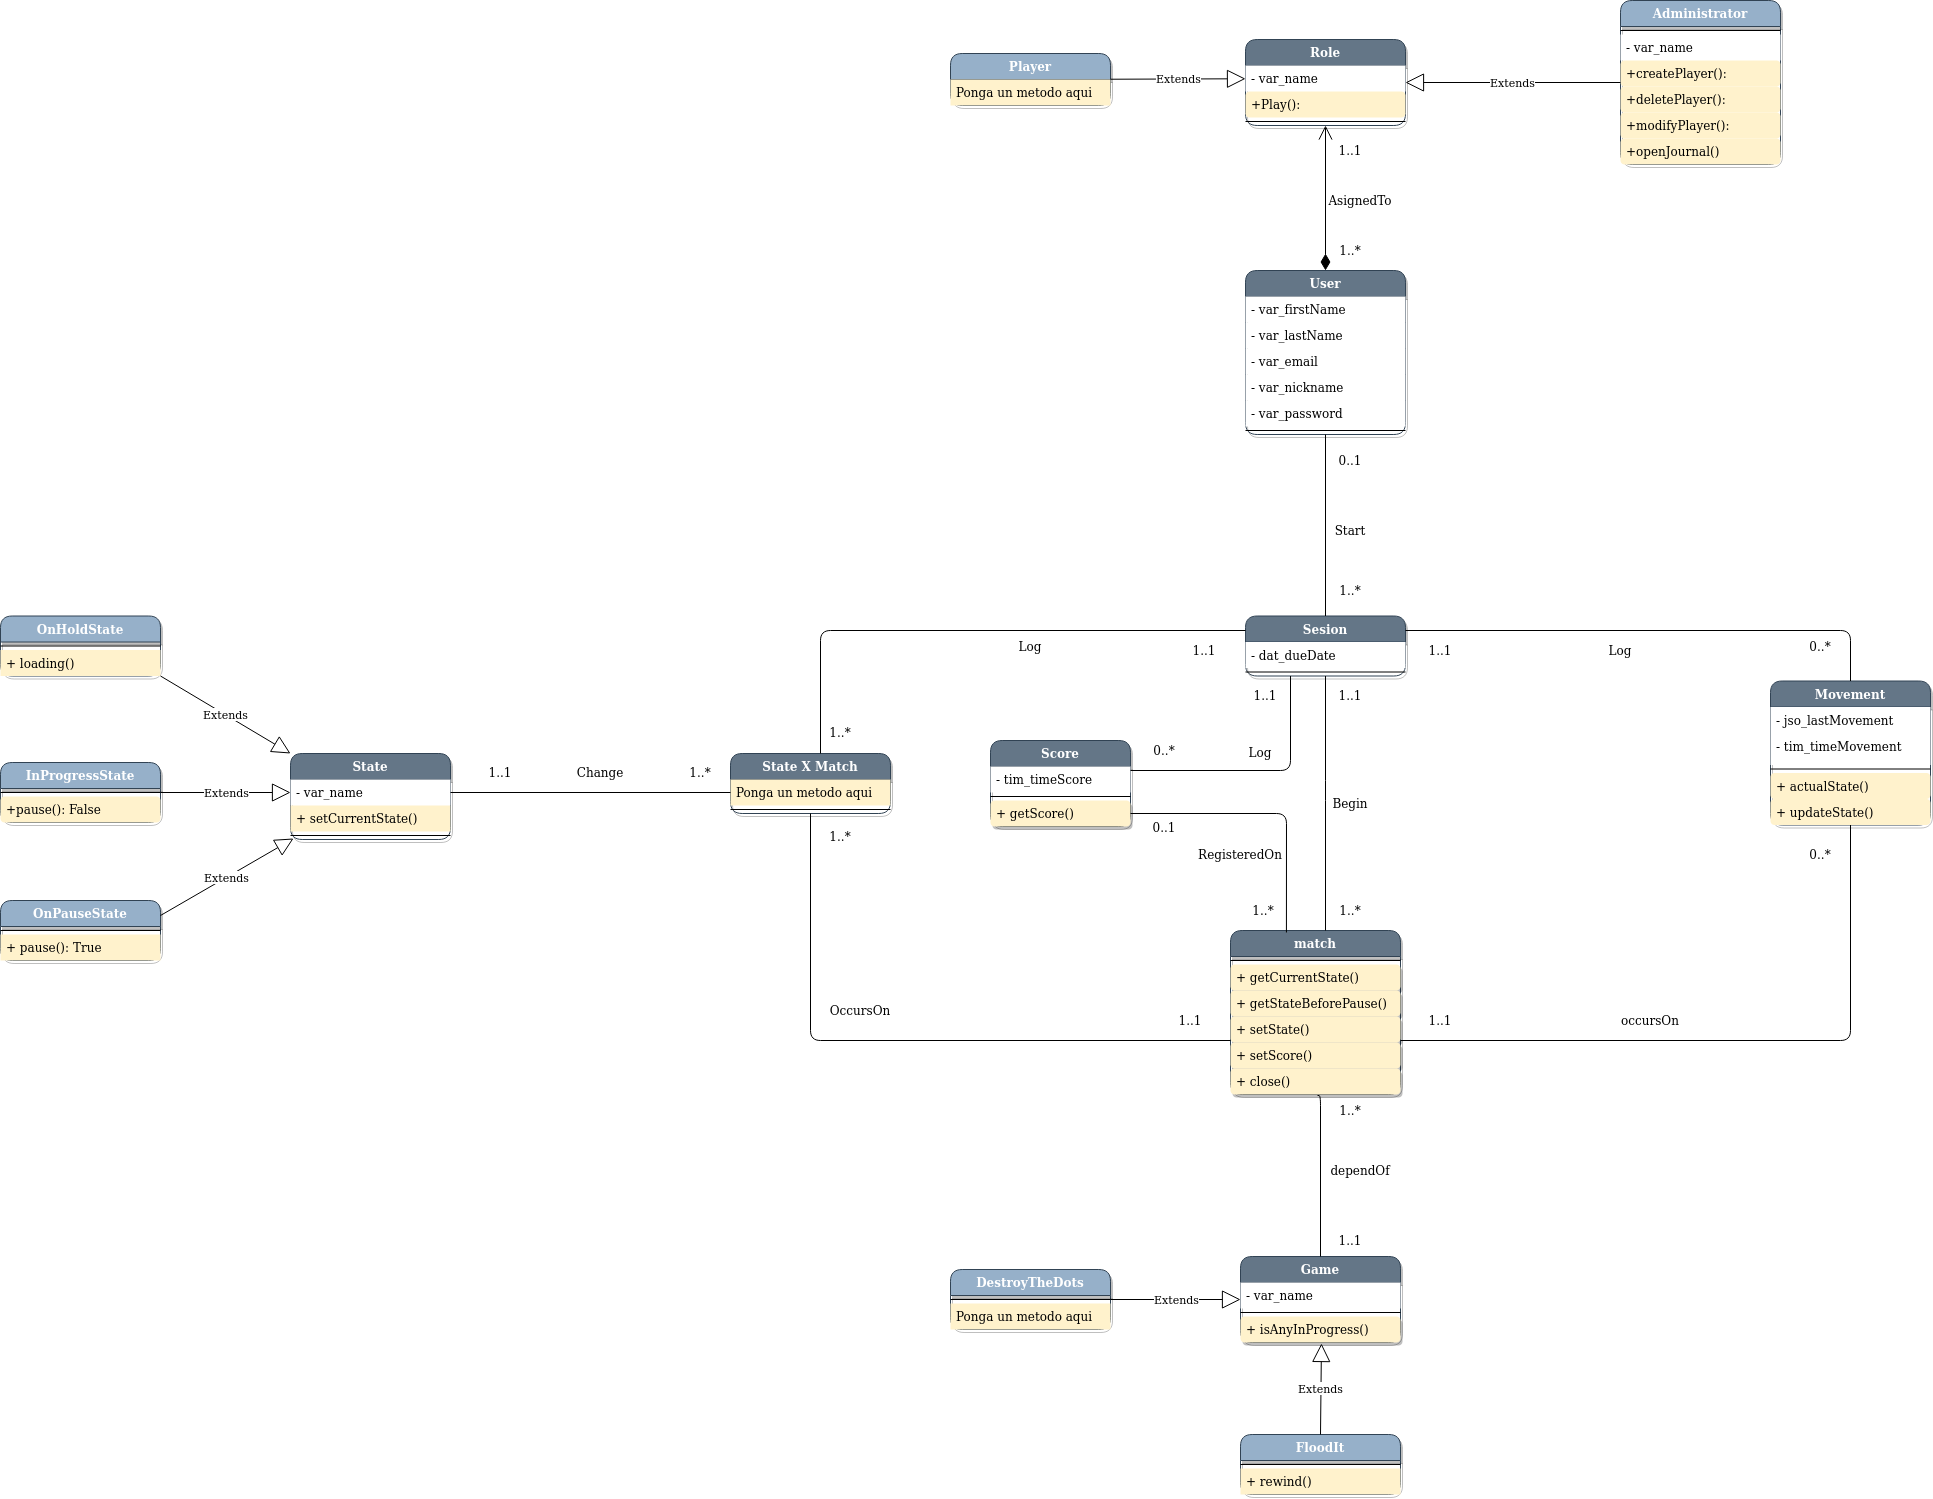 Administrator
- var_name
+createPlayer():
+deletePlayer():
+modifyPlayer():
+openJournal()
Role
- var_name
+Play():
Player
Ponga un metodo aqui
Extends
Extends
1..1
AsignedTo
1..*
User
- var_firstName
- var_lastName
- var_email
- var_nickname
- var_password
0..1
Start
1..*
Sesion
- dat_dueDate
Log
1..1
1..1
Log
0..*
1..*
1..1
1..1
OnHoldState
+ loading()
Extends
InProgressState
+pause(): False
Extends
OnPauseState
+ pause(): True
Extends
State
- var_name
+ setCurrentState()
1..1
Change
1..*
State X Match
Ponga un metodo aqui
1..*
Score
- tim_timeScore
+ getScore()
0..*
Log
0..1
RegisteredOn
1..*
Begin
1..*
Movement
- jso_lastMovement
- tim_timeMovement
+ actualState()
+ updateState()
0..*
match
+ getCurrentState()
+ getStateBeforePause()
+ setState()
+ setScore()
+ close()
OccursOn
1..1
1..1
occursOn
1..*
dependOf
1..1
Game
- var_name
+ isAnyInProgress()
DestroyTheDots
Ponga un metodo aqui
Extends
Extends
FloodIt
+ rewind()